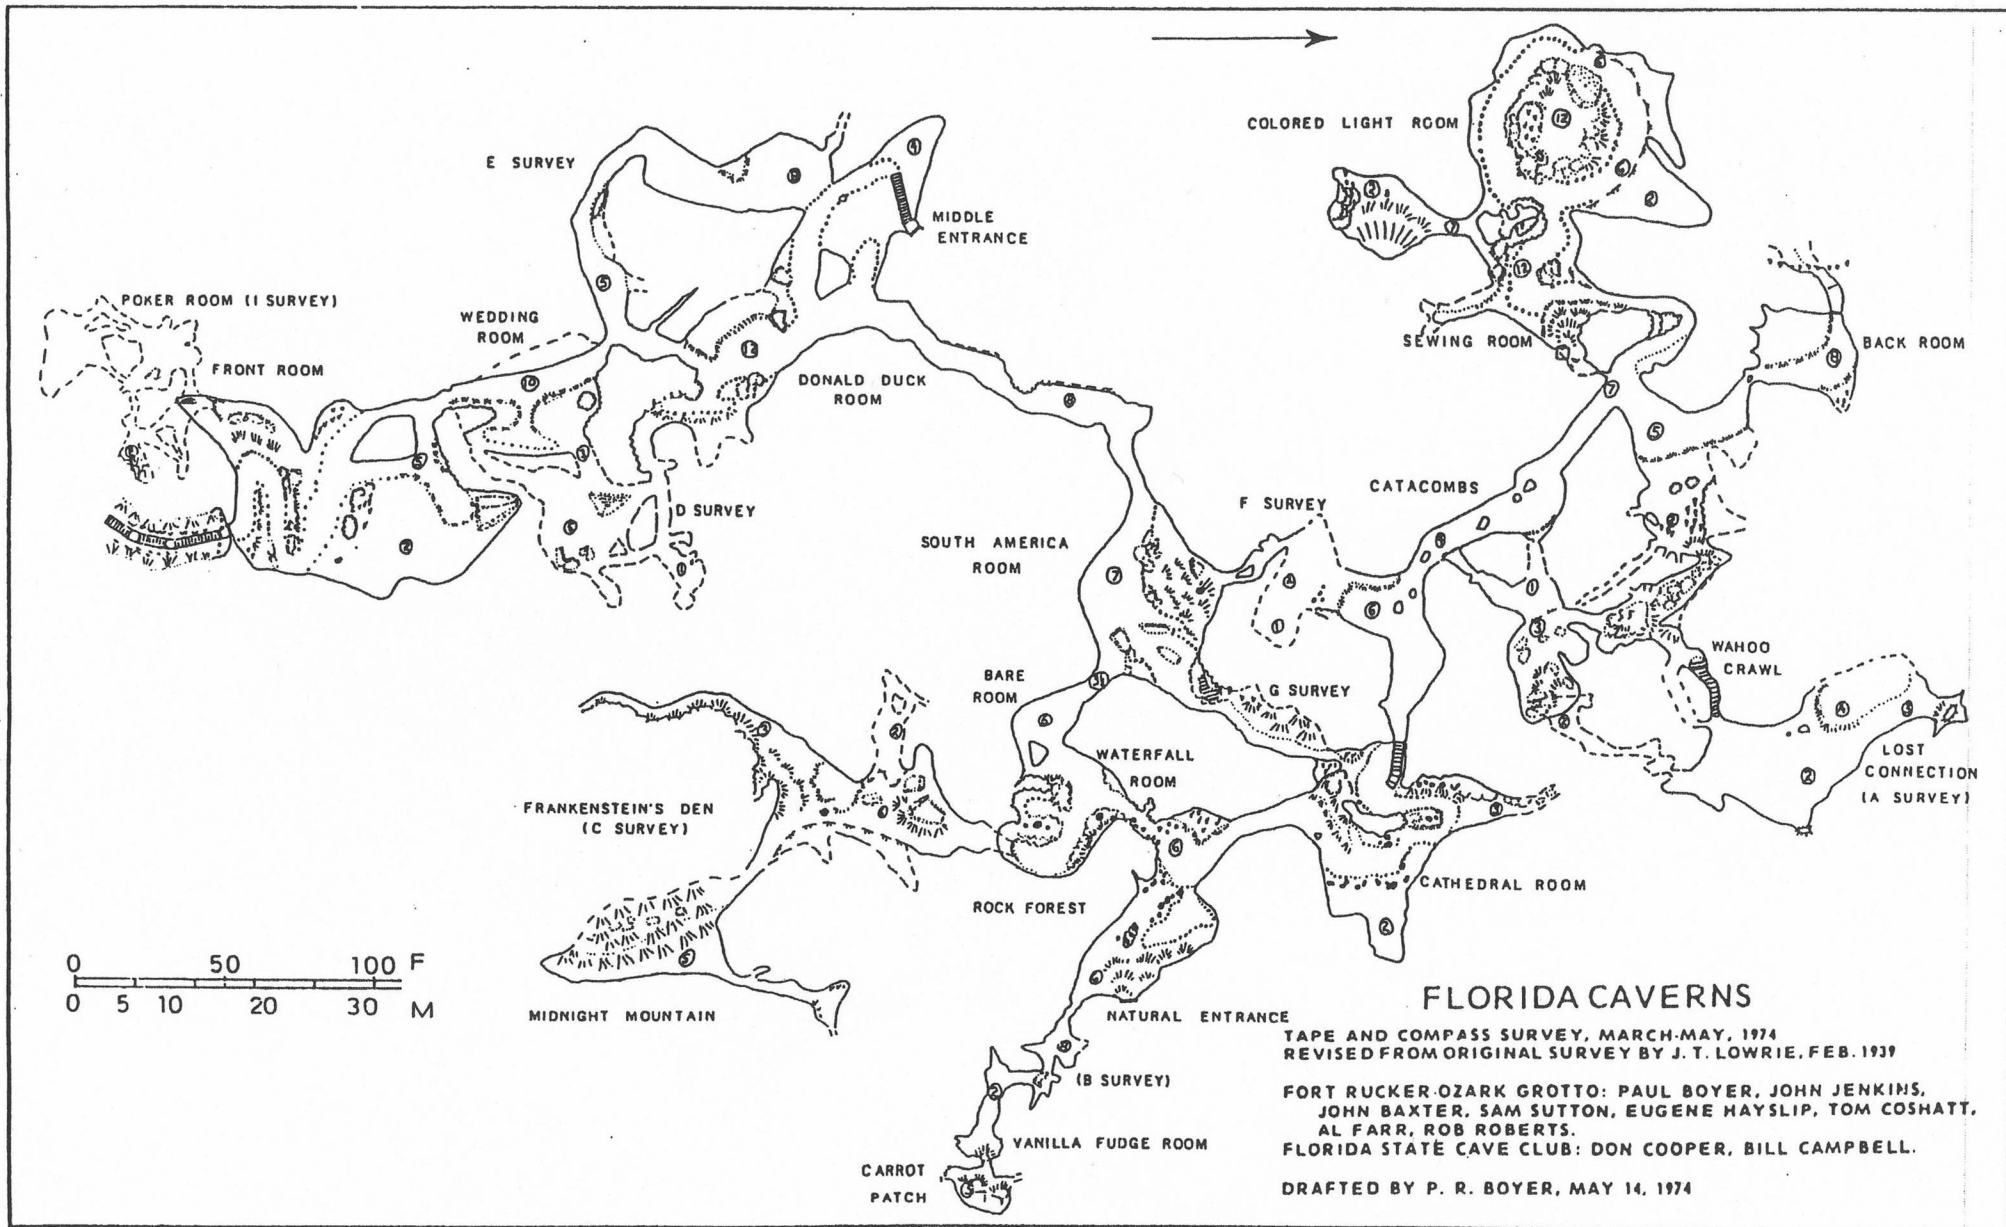 COLORED LIGHT ROOM
E SURVEY
MIDDLE
ENTRANCE
POKER ROOM (I SURVEY)
WEDDING
ROOM
FRONT ROOM
SEWING ROOM
BACK ROOM
DONALD DUCK
ROOM
CATACOMBS
D SURVEY
F SURVEY
SOUTH AMERICA
ROOM
WAHOO
CRAWL
BARE
ROOM
G SURVEY
WATERFALL
ROOM
LOST
CONNECTION
(A SURVEY)
FRANKENSTEIN'S DEN
(C SURVEY)
CATHEDRAL ROOM
ROCK FOREST
0 50 100 F
0 5 10 20 30 M
MIDNIGHT MOUNTAIN
NATURAL ENTRANCE
(B SURVEY)
VANILLA FUDGE ROOM
CARROT
PATCH
FLORIDA CAVERNS
TAPE AND COMPASS SURVEY, MARCH-MAY, 1974
REVISED FROM ORIGINAL SURVEY BY J. T. LOWRIE, FEB. 1939
FORT RUCKER-OZARK GROTTO: PAUL BOYER, JOHN JENKINS,
JOHN BAXTER, SAM SUTTON, EUGENE HAYSLIP, TOM COSHATT,
AL FARR, ROB ROBERTS.
FLORIDA STATE CAVE CLUB: DON COOPER, BILL CAMPBELL.
DRAFTED BY P. R. BOYER, MAY 14, 1974